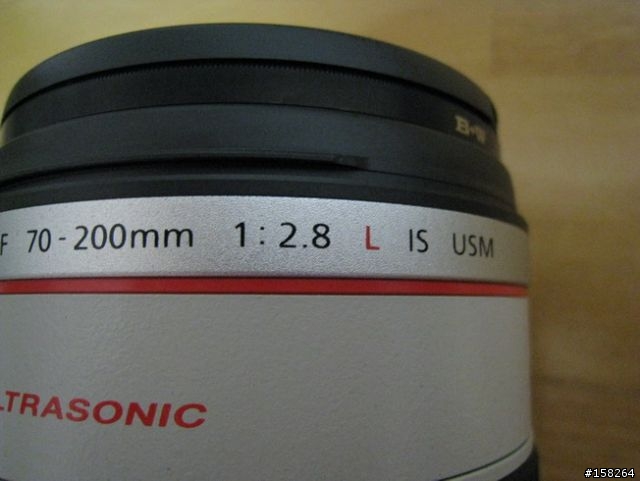 B+W
F 70-200mm 1:2.8 L IS USM
LTRASONIC
#158264